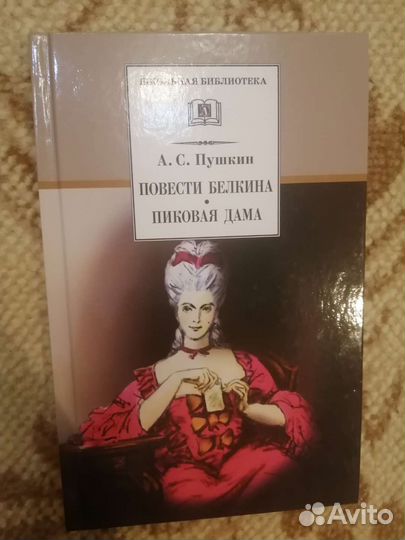 ШКОЛЬНАЯ БИБЛИОТЕКА
А. С. Пушкин
ПОВЕСТИ БЕЛКИНА
•
ПИКОВАЯ ДАМА
Avito